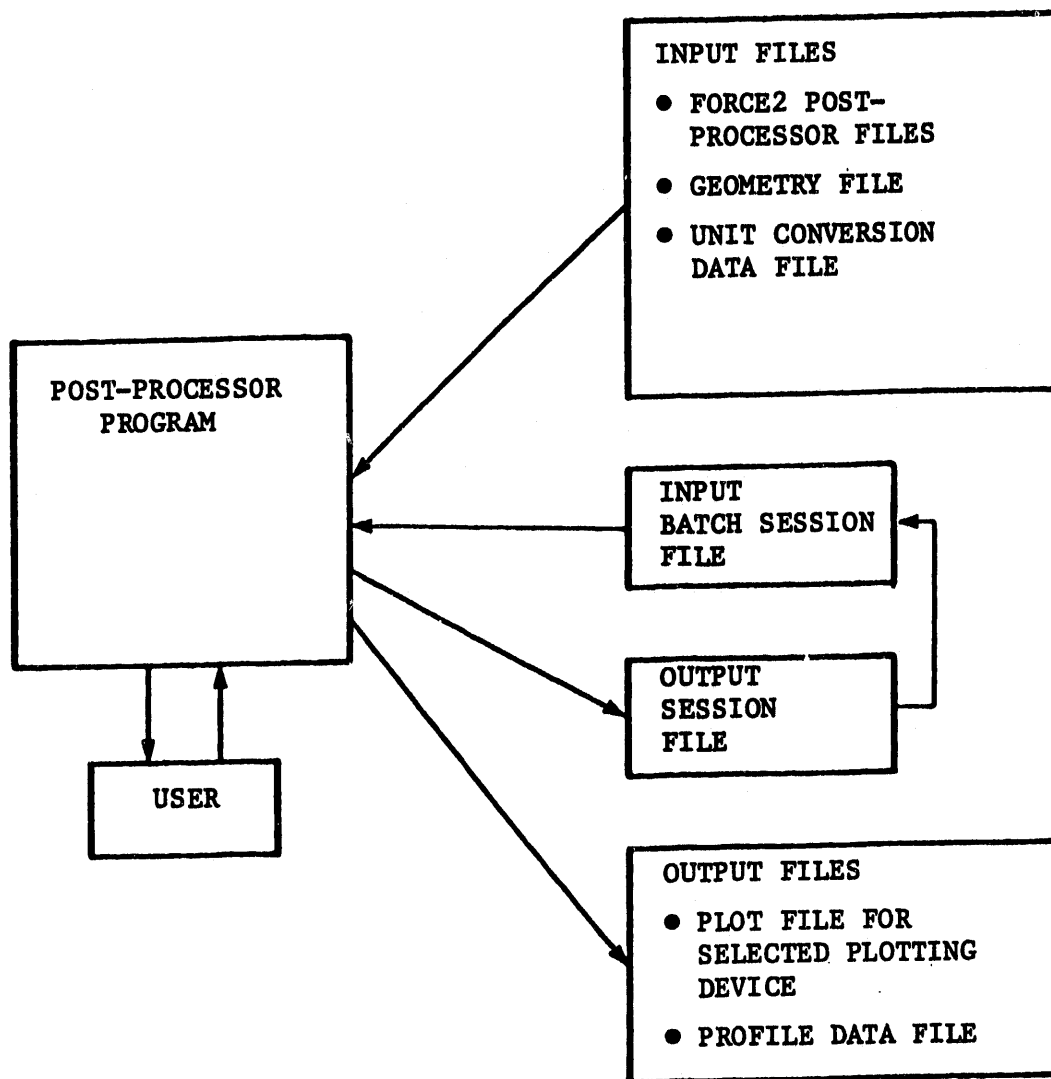 INPUT FILES
● FORCE2 POST-
PROCESSOR FILES
● GEOMETRY FILE
● UNIT CONVERSION
DATA FILE
POST-PROCESSOR
PROGRAM
INPUT
BATCH SESSION
FILE
OUTPUT
SESSION
FILE
USER
OUTPUT FILES
● PLOT FILE FOR
SELECTED PLOTTING
DEVICE
● PROFILE DATA FILE